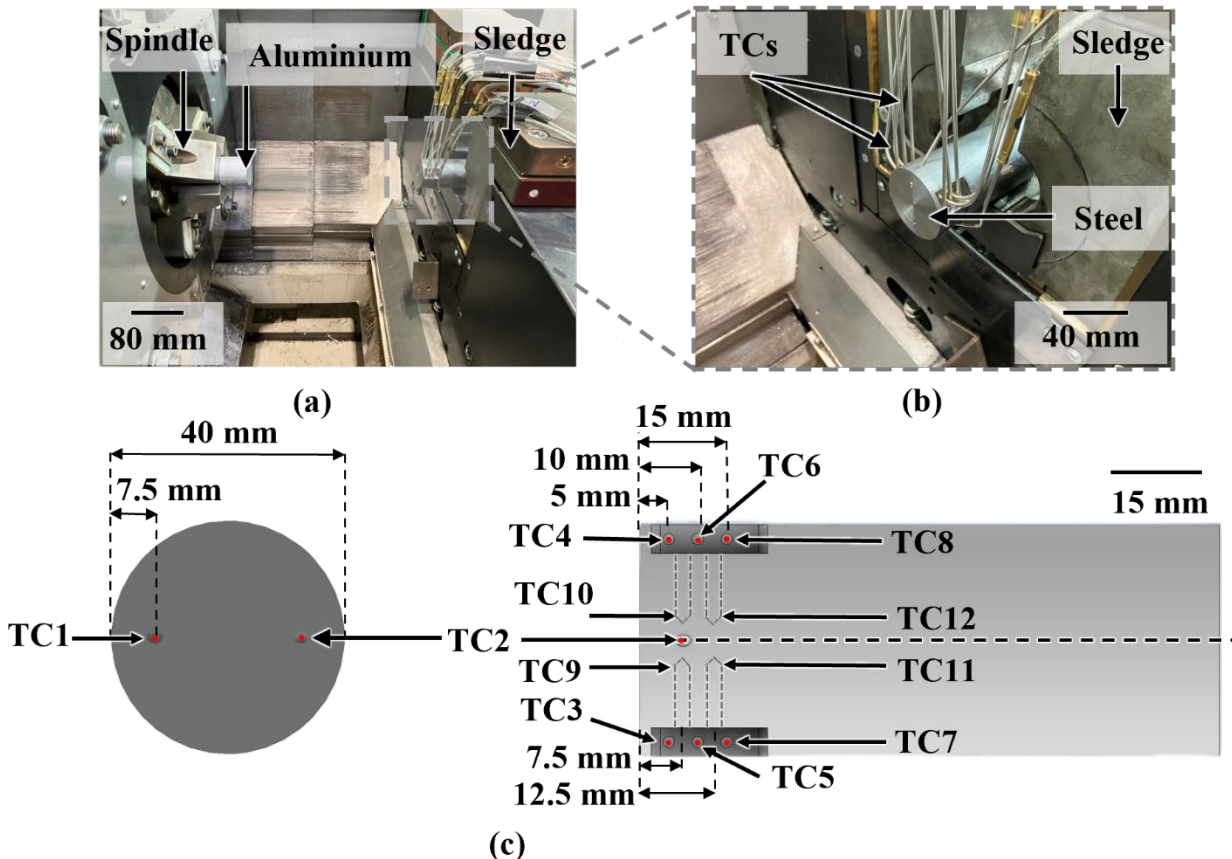 Spindle
Aluminium
Sledge
80 mm
(a)
TCs
Sledge
Steel
40 mm
(b)
40 mm
7.5 mm
TC1
TC2
15 mm
10 mm
5 mm
TC6
15 mm
TC4
TC8
TC10
TC12
TC9
TC11
TC3
TC7
7.5 mm
TC5
12.5 mm
(c)